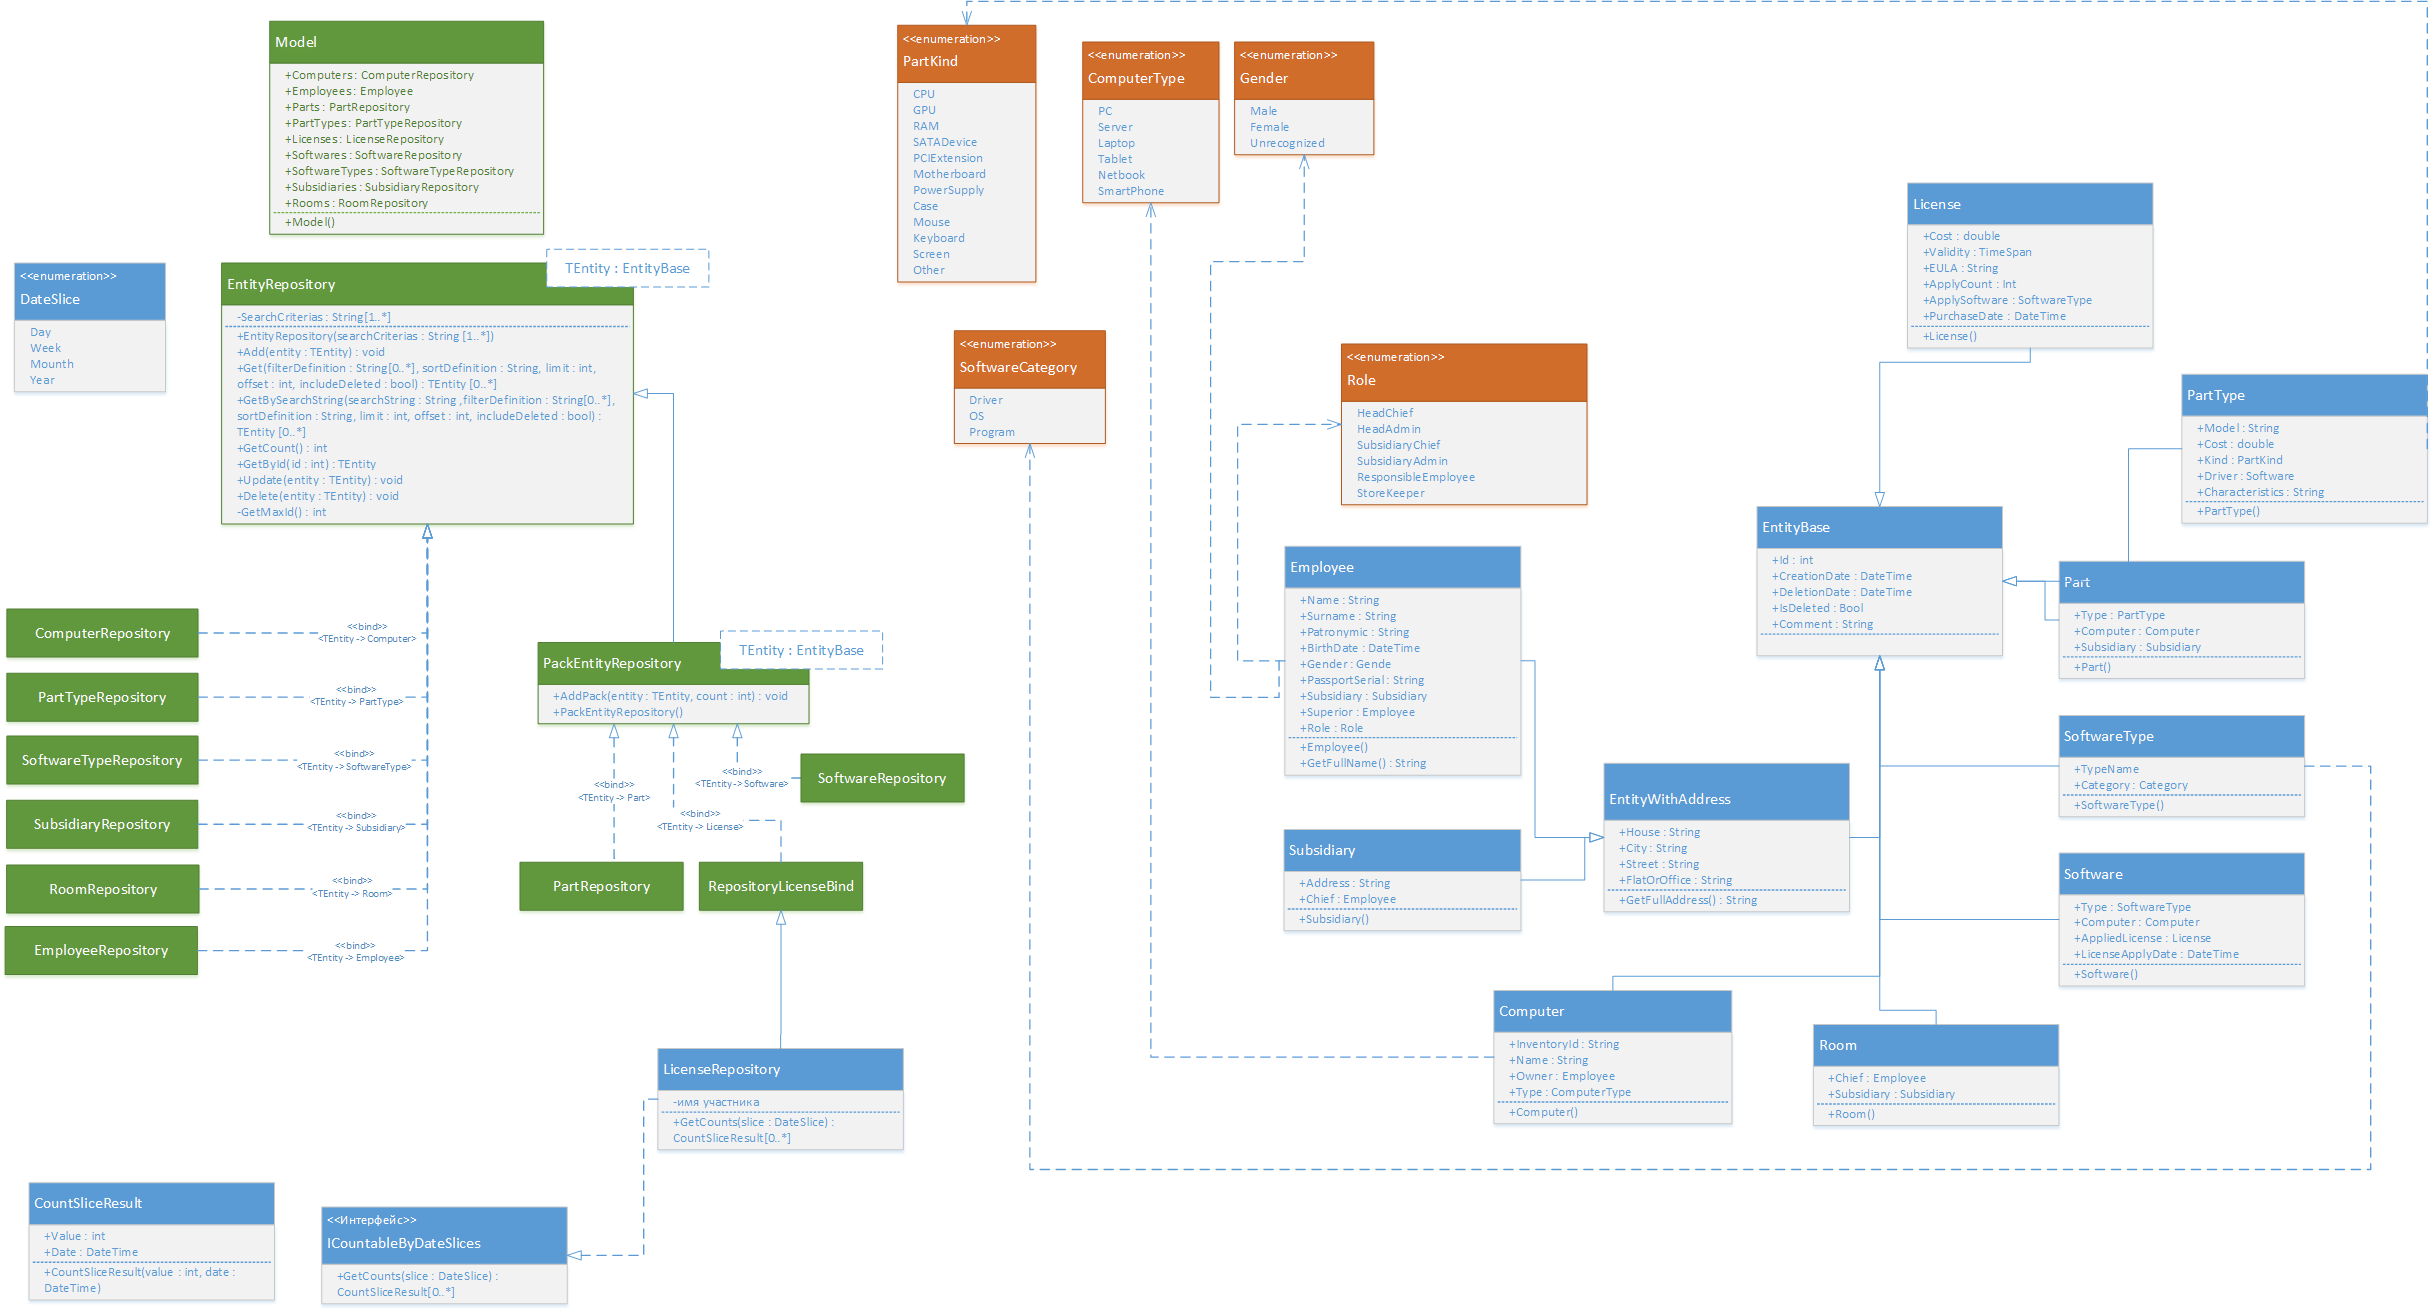 Model
+Computers : ComputerRepository
+Employees : Employee
+Parts : PartRepository
+PartTypes : PartTypeRepository
+Licenses : LicenseRepository
+Softwares : SoftwareRepository
+SoftwareTypes : SoftwareTypeRepository
+Subsidiaries : SubsidiaryRepository
+Rooms : RoomRepository
+Model()
<<enumeration>>
DateSlice
Day
Week
Mounth
Year
TEntity : EntityBase
EntityRepository
-SearchCriterias : String[1..*]
+EntityRepository(searchCriterias : String [1..*])
+Add(entity : TEntity) : void
+Get(filterDefinition : String[0..*], sortDefinition : String, limit : int,
offset : int, includeDeleted : bool) : TEntity [0..*]
+GetBySearchString(searchString : String ,filterDefinition : String[0..*],
sortDefinition : String, limit : int, offset : int, includeDeleted : bool) :
TEntity [0..*]
+GetCount() : int
+GetById( id : int) : TEntity
+Update(entity : TEntity) : void
+Delete(entity : TEntity) : void
-GetMaxId() : int
ComputerRepository
<<bind>>
<TEntity -> Computer>
PartTypeRepository
<<bind>>
<TEntity -> PartType>
SoftwareTypeRepository
<<bind>>
<TEntity -> SoftwareType>
SubsidiaryRepository
<<bind>>
<TEntity -> Subsidiary>
RoomRepository
<<bind>>
<TEntity -> Room>
EmployeeRepository
<<bind>>
<TEntity -> Employee>
TEntity : EntityBase
PackEntityRepository
+AddPack(entity : TEntity, count : int) : void
+PackEntityRepository()
<<bind>>
<TEntity -> Part>
<<bind>>
<TEntity -> License>
<<bind>>
<TEntity -> Software>
SoftwareRepository
PartRepository
RepositoryLicenseBind
LicenseRepository
-имя участника
+GetCounts(slice : DateSlice) :
CountSliceResult[0..*]
CountSliceResult
+Value : int
+Date : DateTime
+CountSliceResult(value : int, date :
DateTime)
<<Интерфейс>>
ICountableByDateSlices
+GetCounts(slice : DateSlice) :
CountSliceResult[0..*]
<<enumeration>>
PartKind
CPU
GPU
RAM
SATADevice
PCIExtension
Motherboard
PowerSupply
Case
Mouse
Keyboard
Screen
Other
<<enumeration>>
ComputerType
PC
Server
Laptop
Tablet
Netbook
SmartPhone
<<enumeration>>
Gender
Male
Female
Unrecognized
<<enumeration>>
SoftwareCategory
Driver
OS
Program
<<enumeration>>
Role
HeadChief
HeadAdmin
SubsidiaryChief
SubsidiaryAdmin
ResponsibleEmployee
StoreKeeper
Employee
+Name : String
+Surname : String
+Patronymic : String
+BirthDate : DateTime
+Gender : Gende
+PassportSerial : String
+Subsidiary : Subsidiary
+Superior : Employee
+Role : Role
+Employee()
+GetFullName() : String
Subsidiary
+Address : String
+Chief : Employee
+Subsidiary()
EntityWithAddress
+House : String
+City : String
+Street : String
+FlatOrOffice : String
+GetFullAddress() : String
Computer
+InventoryId : String
+Name : String
+Owner : Employee
+Type : ComputerType
+Computer()
Room
+Chief : Employee
+Subsidiary : Subsidiary
+Room()
License
+Cost : double
+Validity : TimeSpan
+EULA : String
+ApplyCount : Int
+ApplySoftware : SoftwareType
+PurchaseDate : DateTime
+License()
PartType
+Model : String
+Cost : double
+Kind : PartKind
+Driver : Software
+Characteristics : String
+PartType()
EntityBase
+Id : int
+CreationDate : DateTime
+DeletionDate : DateTime
+IsDeleted : Bool
+Comment : String
Part
+Type : PartType
+Computer : Computer
+Subsidiary : Subsidiary
+Part()
SoftwareType
+TypeName
+Category : Category
+SoftwareType()
Software
+Type : SoftwareType
+Computer : Computer
+AppliedLicense : License
+LicenseApplyDate : DateTime
+Software()